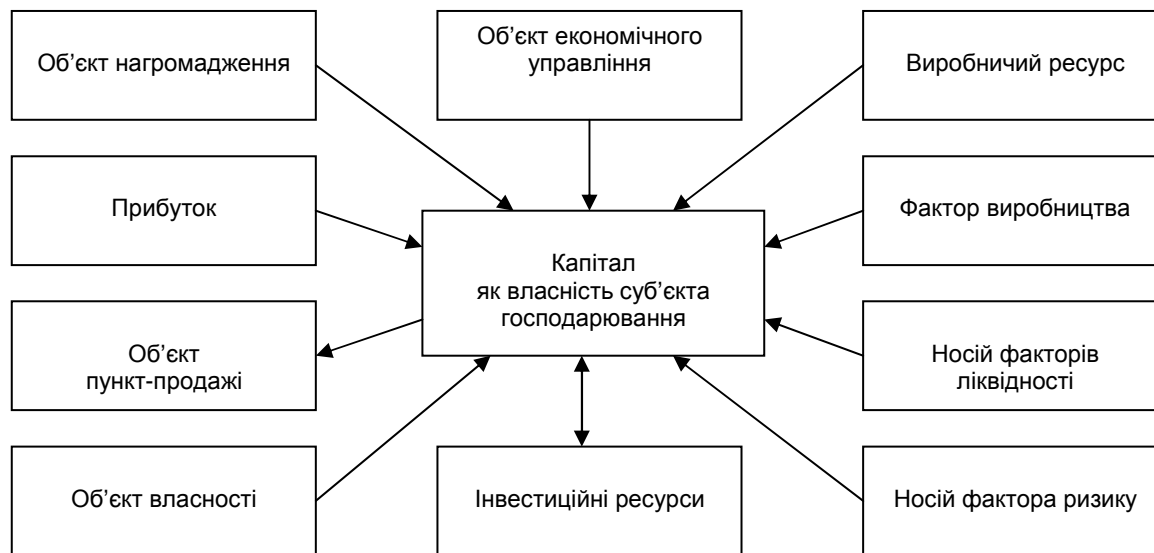 Об’єкт нагромадження
Об’єкт економічного
управління
Виробничий ресурс
Прибуток
Фактор виробництва
Капітал
як власність суб’єкта
господарювання
Об’єкт
пункт-продажі
Носій факторів
ліквідності
Об’єкт власності
Інвестиційні ресурси
Носій фактора ризику